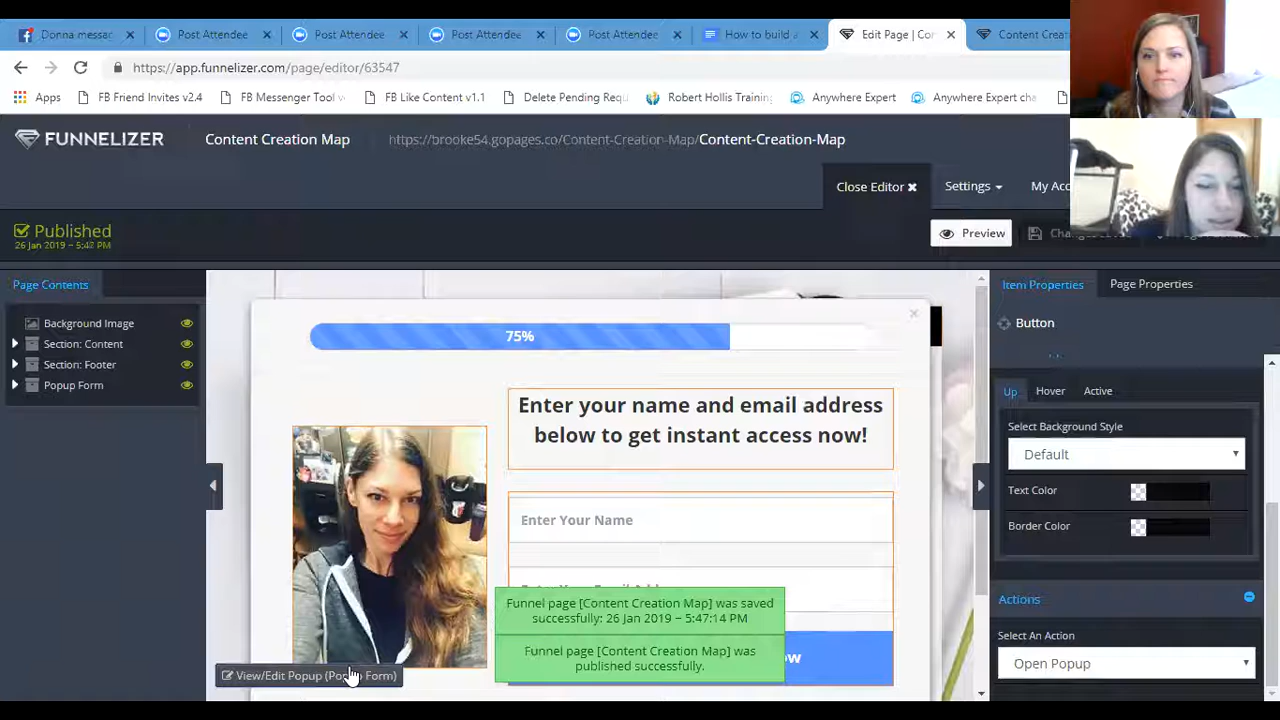 Donna messa
Post Attendee
Post Attendee
Post Attendee
Post Attendee
How to build a
Edit Page | Con
Content Creati
https://app.funnelizer.com/page/editor/63547
Apps
FB Friend Invites v2.4
FB Messenger Tool v
FB Like Content v1.1
Delete Pending Requ
Robert Hollis Training
Anywhere Expert
Anywhere Expert cha
FUNNELIZER
Content Creation Map
https://brooke54.gopages.co/Content-Creation-Map/Content-Creation-Map
Close Editor
Settings
My Acc
Published
26 Jan 2019 – 5:47 PM
Preview
Page Contents
Background Image
Section: Content
Section: Footer
Popup Form
75%
Enter your name and email address
below to get instant access now!
Enter Your Name
Funnel page [Content Creation Map] was saved
successfully: 26 Jan 2019 – 5:47:14 PM
Funnel page [Content Creation Map] was
published successfully.
View/Edit Popup (Popup Form)
Item Properties
Page Properties
Button
Up
Hover
Active
Select Background Style
Default
Text Color
Border Color
Actions
Select An Action
Open Popup